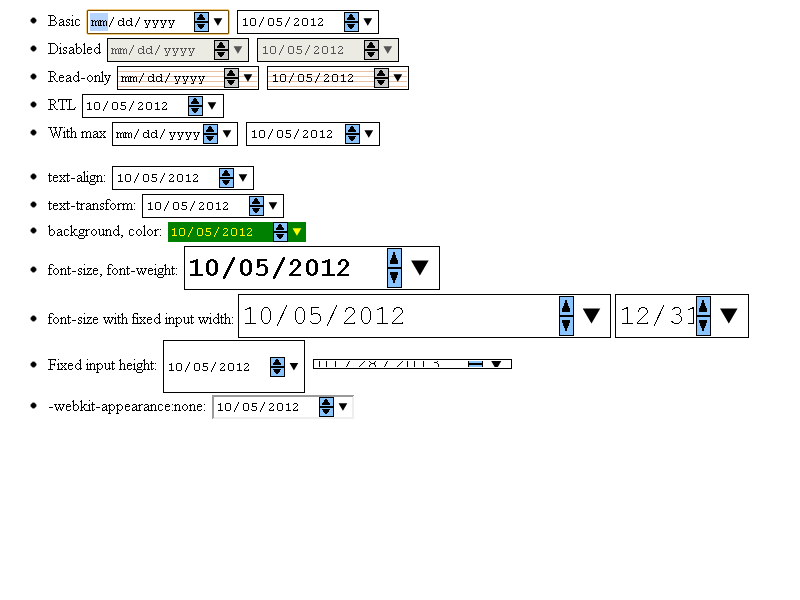 Basic mm/dd/yyyy 10/05/2012
Disabled mm/dd/yyyy 10/05/2012
Read-only mm/dd/yyyy 10/05/2012
RTL 10/05/2012
With max mm/dd/yyyy 10/05/2012
text-align: 10/05/2012
text-transform: 10/05/2012
background, color: 10/05/2012
font-size, font-weight: 10/05/2012
font-size with fixed input width: 10/05/2012 12/31
Fixed input height: 10/05/2012
-webkit-appearance:none: 10/05/2012